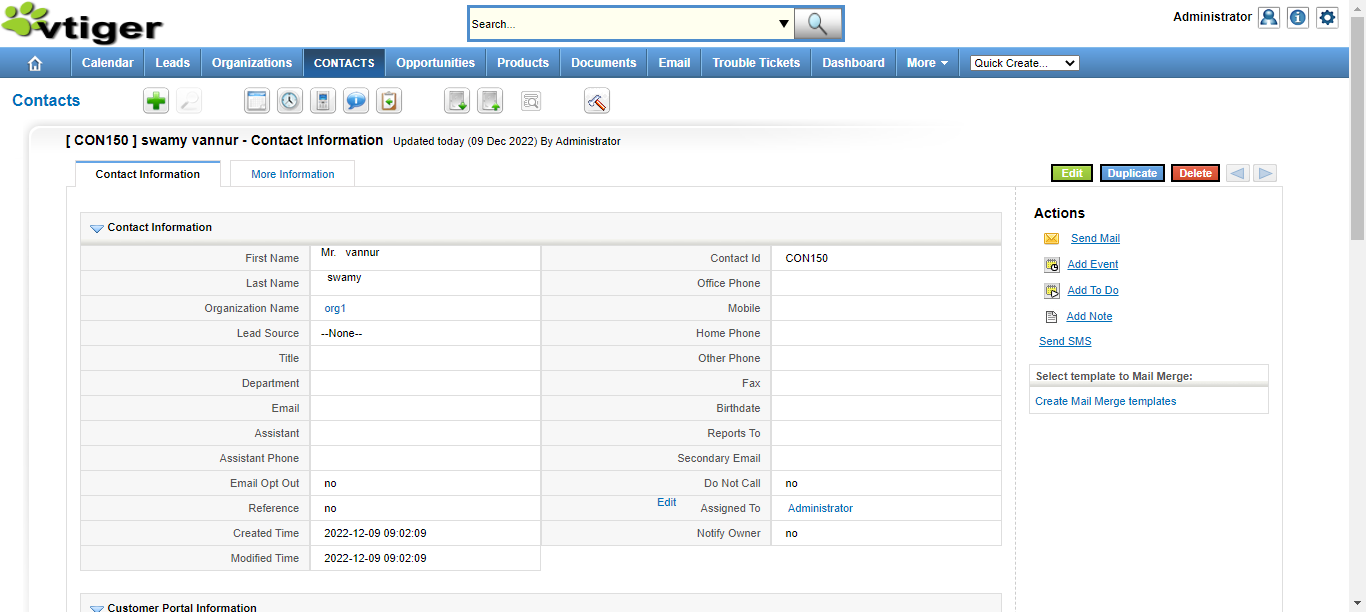 vtiger
Search...
Administrator
Calendar Leads Organizations CONTACTS Opportunities Products Documents Email Trouble Tickets Dashboard More Quick Create...
Contacts
[ CON150 ] swamy vannur - Contact Information Updated today (09 Dec 2022) By Administrator
Contact Information More Information Edit Duplicate Delete
Contact Information
First Name Mr. vannur Contact Id CON150
Last Name swamy Office Phone
Organization Name org1 Mobile
Lead Source --None-- Home Phone
Title Other Phone
Department Fax
Email Birthdate
Assistant Reports To
Assistant Phone Secondary Email
Email Opt Out no Do Not Call no
Reference no Edit Assigned To Administrator
Created Time 2022-12-09 09:02:09 Notify Owner no
Modified Time 2022-12-09 09:02:09
Customer Portal Information
Actions
Send Mail
Add Event
Add To Do
Add Note
Send SMS
Select template to Mail Merge:
Create Mail Merge templates